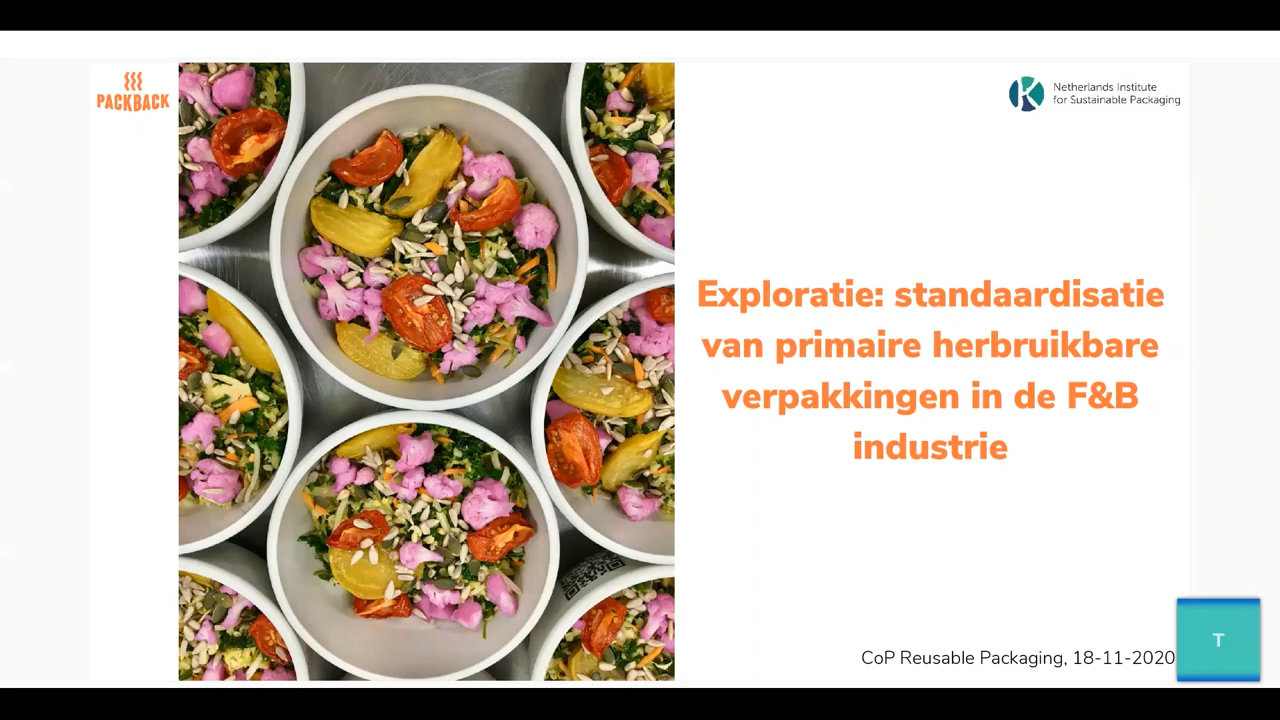 PACKBACK
Netherlands Institute
for Sustainable Packaging
Exploratie: standaardisatie
van primaire herbruikbare
verpakkingen in de F&B
industrie
CoP Reusable Packaging, 18-11-2020
T